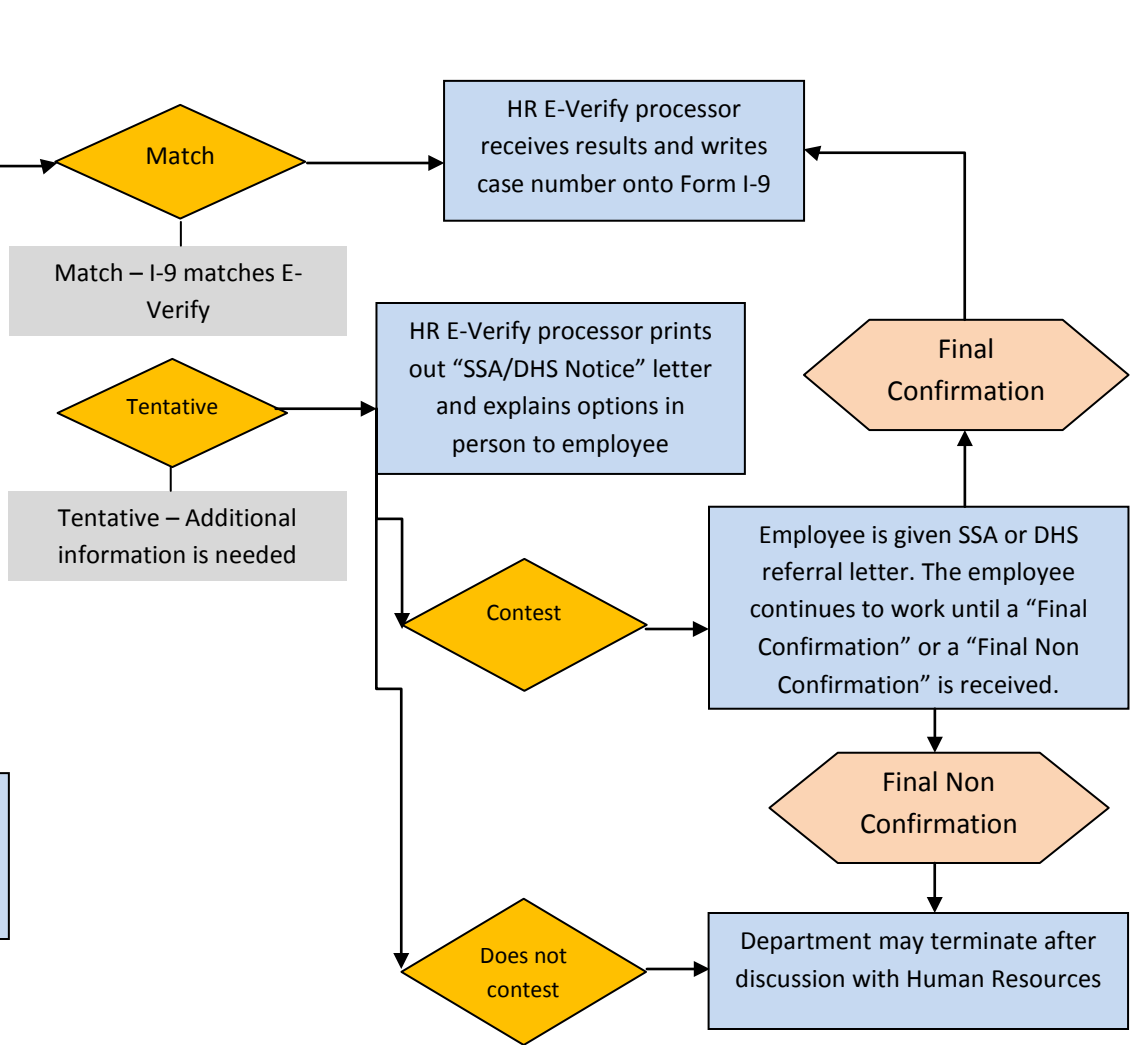 Match
HR E-Verify processor
receives results and writes
case number onto Form I-9
Match – I-9 matches E-
Verify
HR E-Verify processor prints
out “SSA/DHS Notice” letter
and explains options in
person to employee
Final
Confirmation
Tentative
Tentative – Additional
information is needed
Contest
Employee is given SSA or DHS
referral letter. The employee
continues to work until a “Final
Confirmation” or a “Final Non
Confirmation” is received.
Final Non
Confirmation
Does not
contest
Department may terminate after
discussion with Human Resources